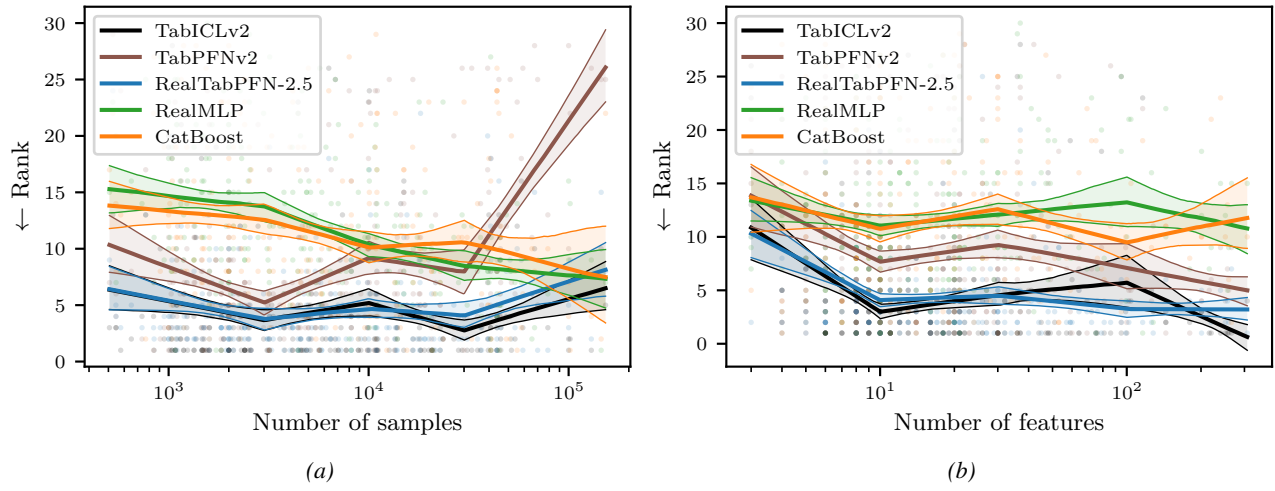 30
25
20
15
10
5
0
← Rank
TabICLv2
TabPFNv2
RealTabPFN-2.5
RealMLP
CatBoost
10³
10⁴
10⁵
Number of samples
(a)
30
25
20
15
10
5
0
← Rank
TabICLv2
TabPFNv2
RealTabPFN-2.5
RealMLP
CatBoost
10¹
10²
Number of features
(b)